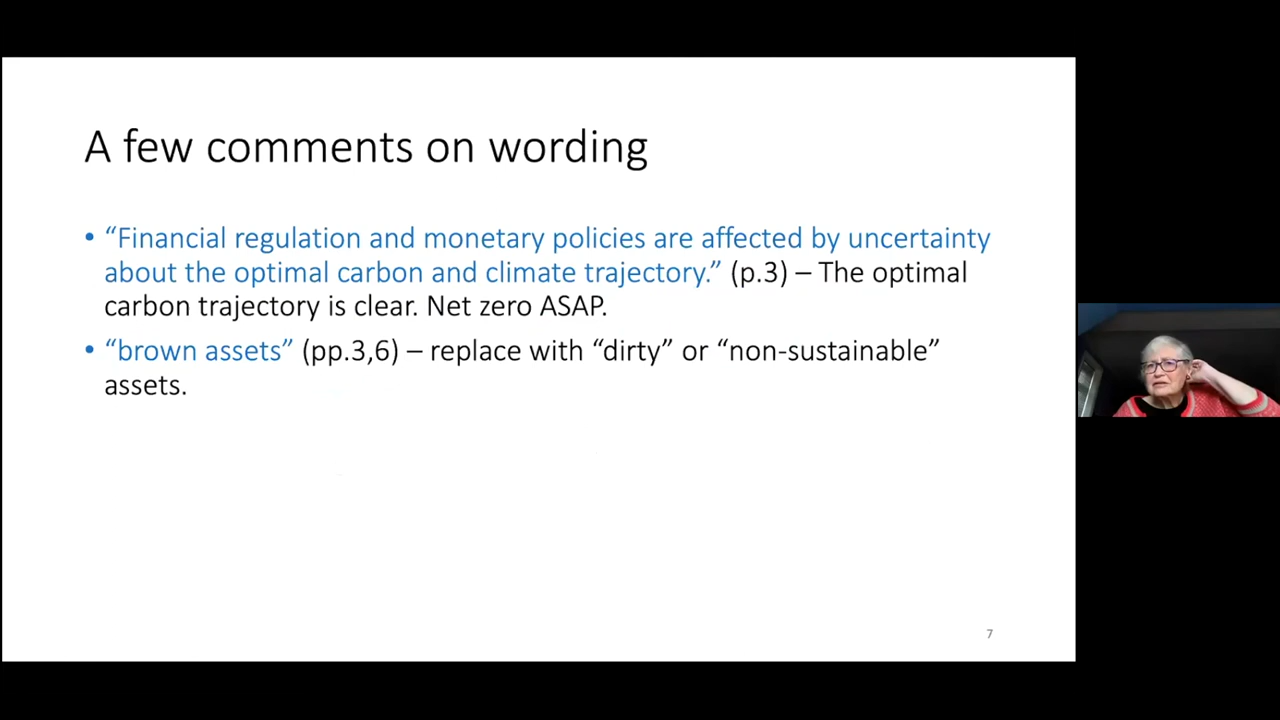 A few comments on wording
• “Financial regulation and monetary policies are affected by uncertainty
about the optimal carbon and climate trajectory.” (p.3) – The optimal
carbon trajectory is clear. Net zero ASAP.
• “brown assets” (pp.3,6) – replace with “dirty” or “non-sustainable”
assets.
7